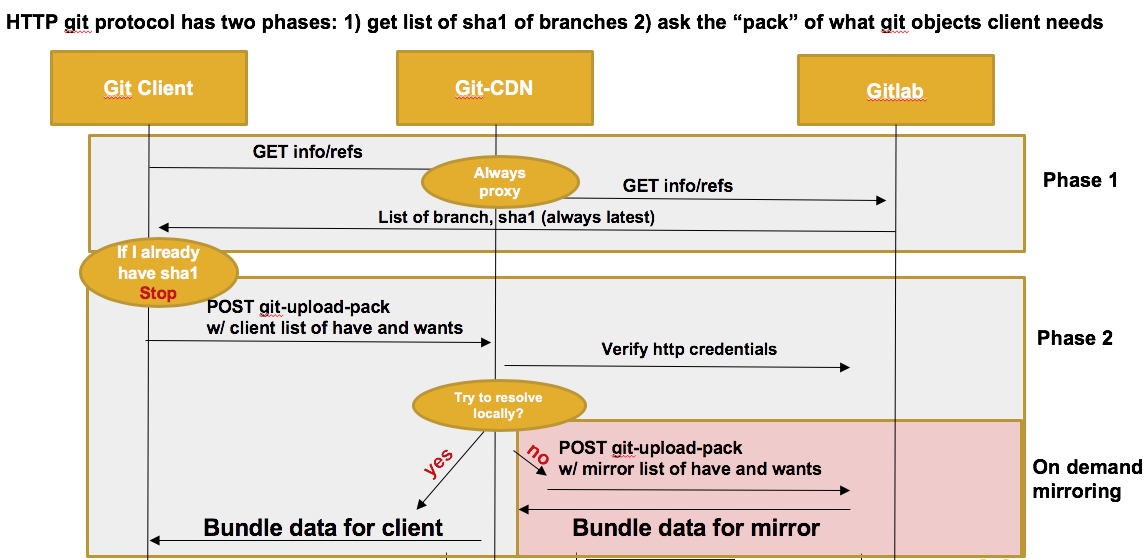 HTTP git protocol has two phases: 1) get list of sha1 of branches 2) ask the “pack” of what git objects client needs
Git Client
Git-CDN
Gitlab
GET info/refs
Always
proxy
GET info/refs
Phase 1
List of branch, sha1 (always latest)
If I already
have sha1
Stop
POST git-upload-pack
w/ client list of have and wants
Verify http credentials
Phase 2
Try to resolve
locally?
yes
no
POST git-upload-pack
w/ mirror list of have and wants
On demand
mirroring
Bundle data for client
Bundle data for mirror